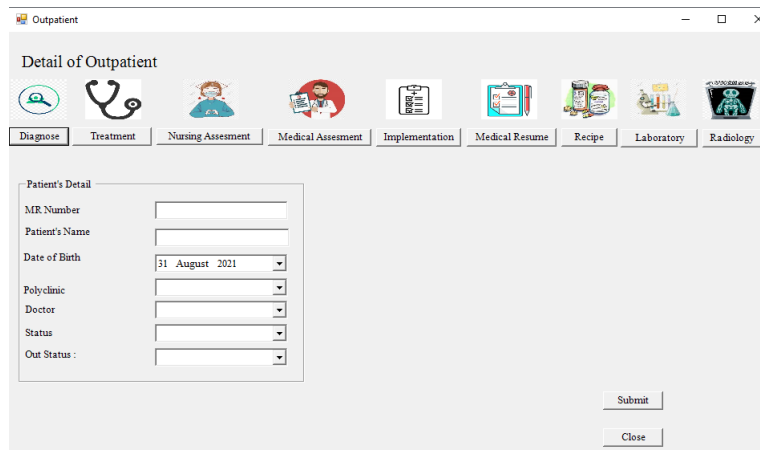 Outpatient
Detail of Outpatient
Diagnose
Treatment
Nursing Assesment
Medical Assesment
Implementation
Medical Resume
Recipe
Laboratory
Radiology
Patient's Detail
MR Number
Patient's Name
Date of Birth
31 August 2021
Polyclinic
Doctor
Status
Out Status :
Submit
Close